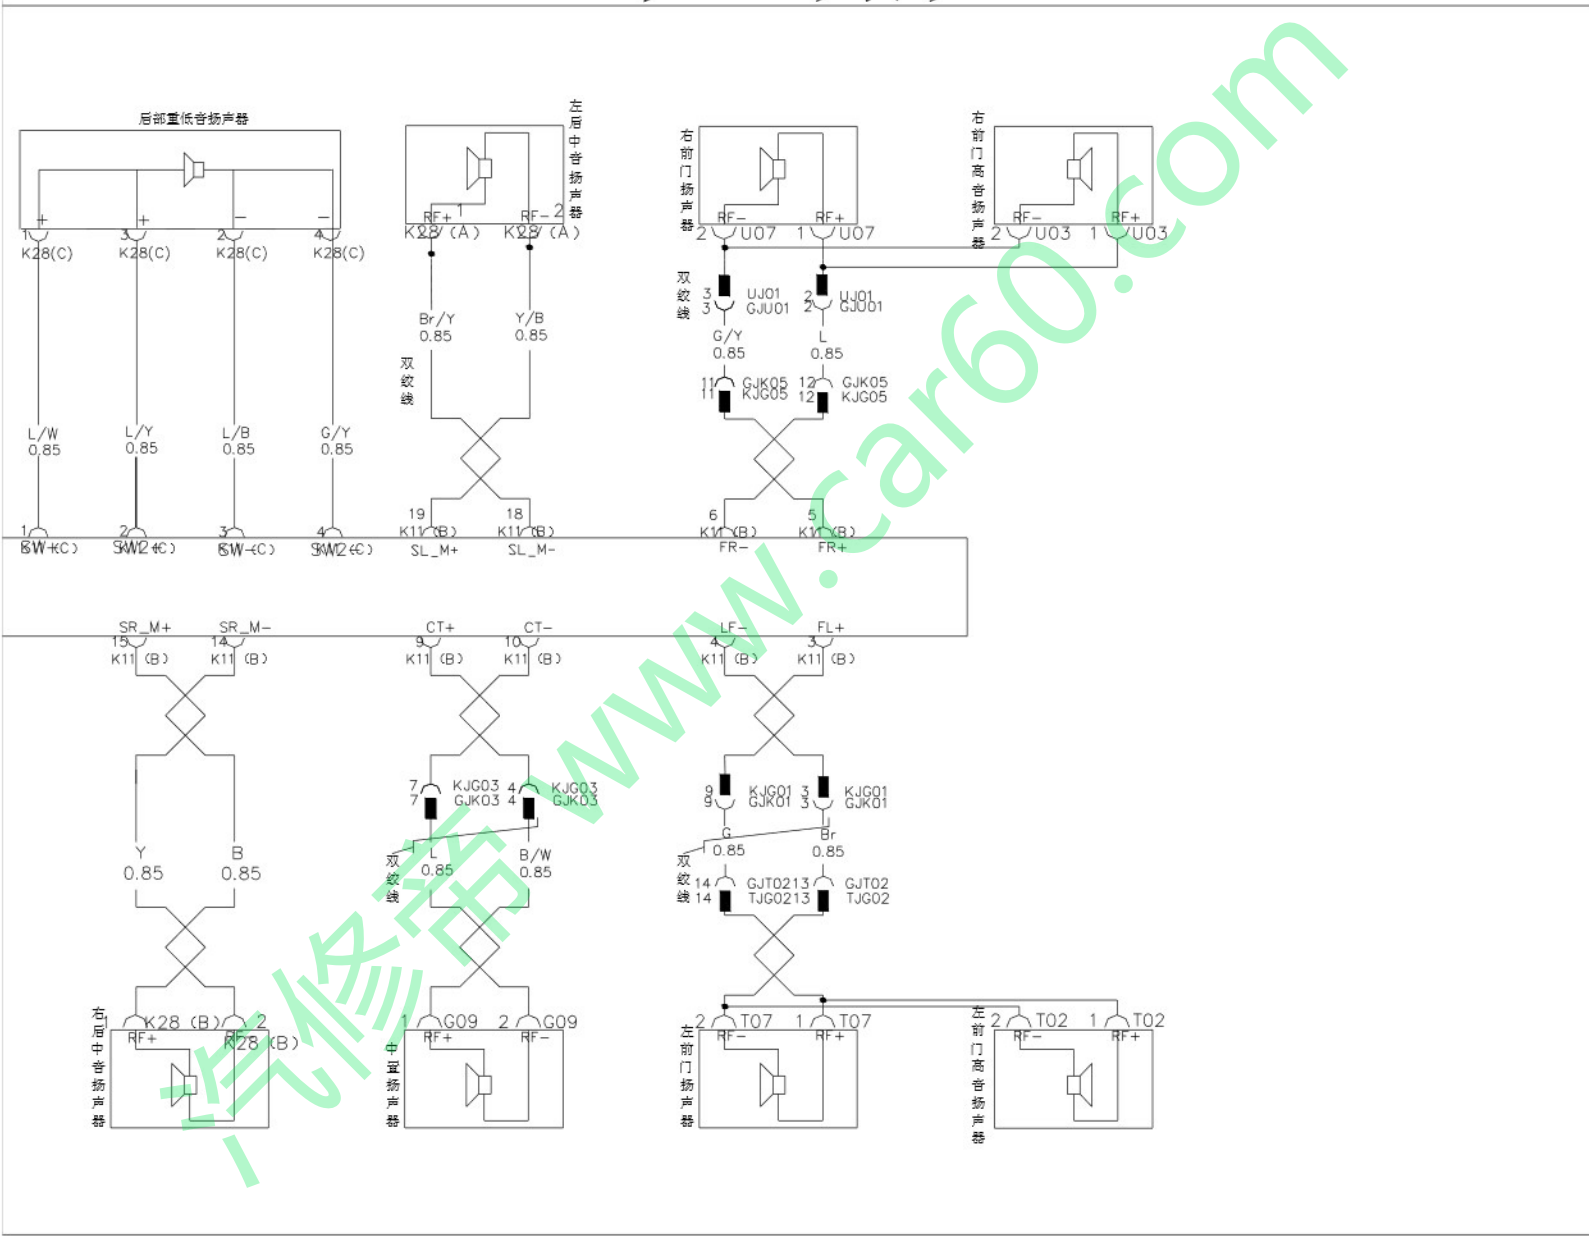 后部重低音扬声器
+
+
−
−
1
3
2
4
K28(C)
K28(C)
K28(C)
K28(C)
L/W
0.85
L/Y
0.85
L/B
0.85
G/Y
0.85
1
2
3
4
左后中音扬声器
RF+
1
RF-
2
(A)
(A)
Br/Y
0.85
Y/B
0.85
双绞线
19
18
K11 (B)
K11 (B)
SL_M+
SL_M-
右前门扬声器
RF-
RF+
2
U07
1
U07
右前门高音扬声器
RF-
RF+
2
U03
1
U03
双绞线
3
UJ01
3
GJU01
2
UJ01
2
GJU01
G/Y
0.85
L
0.85
11
GJK05
11
KJG05
12
GJK05
12
KJG05
6
5
K11 (B)
K11 (B)
FR-
FR+
SR_M+
SR_M-
CT+
CT-
LF-
FL+
15
14
9
10
4
3
K11 (B)
K11 (B)
K11 (B)
K11 (B)
K11 (B)
K11 (B)
Y
0.85
B
0.85
7
KJG03
7
GJK03
4
KJG03
4
GJK03
双绞线
L
0.85
B/W
0.85
9
KJG01
9
GJK01
3
KJG01
3
GJK01
双绞线
G
0.85
Br
0.85
14
GJT02
14
TJG02
13
GJT02
13
TJG02
右后中音扬声器
1
K28 (B)
2
K28 (B)
RF+
RF-
中置扬声器
1
G09
2
G09
RF+
RF-
左前门扬声器
2
T07
1
T07
RF-
RF+
左前门高音扬声器
2
T02
1
T02
RF-
RF+
汽修帝 www.car60.com